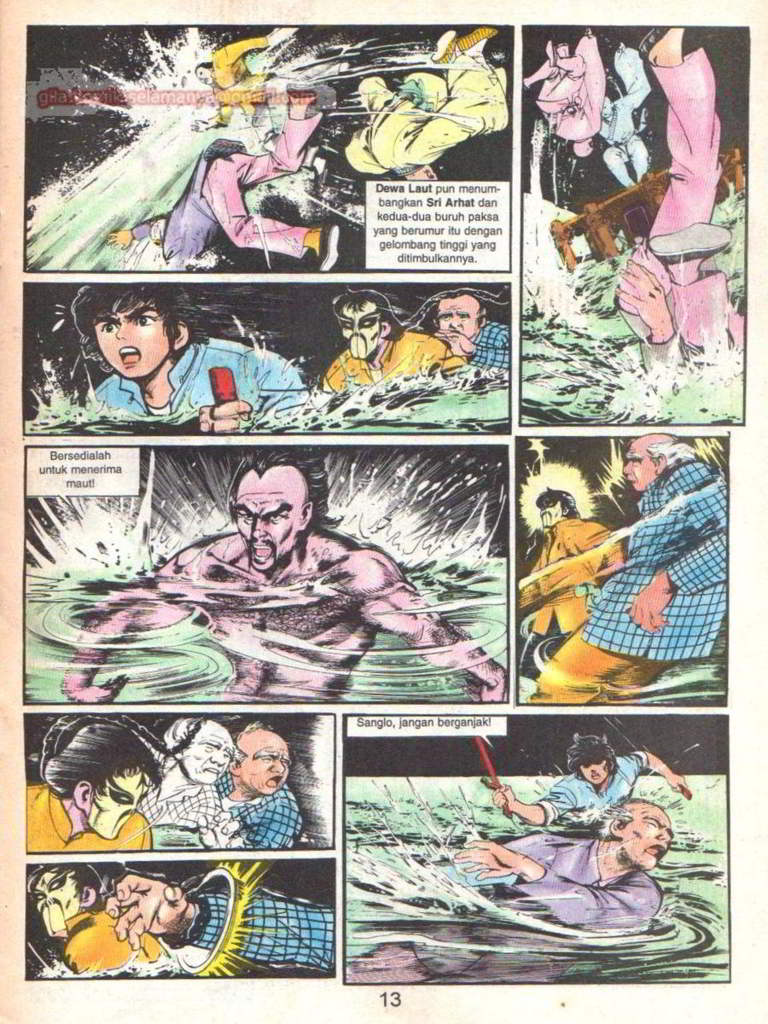 Dewa Laut pun menum-
bangkan Sri Arhat dan
kedua-dua buruh paksa
yang berumur itu dengan
gelombang tinggi yang
ditimbulkannya.
Bersedialah
untuk menerima
maut!
Sanglo, jangan berganjak!
13